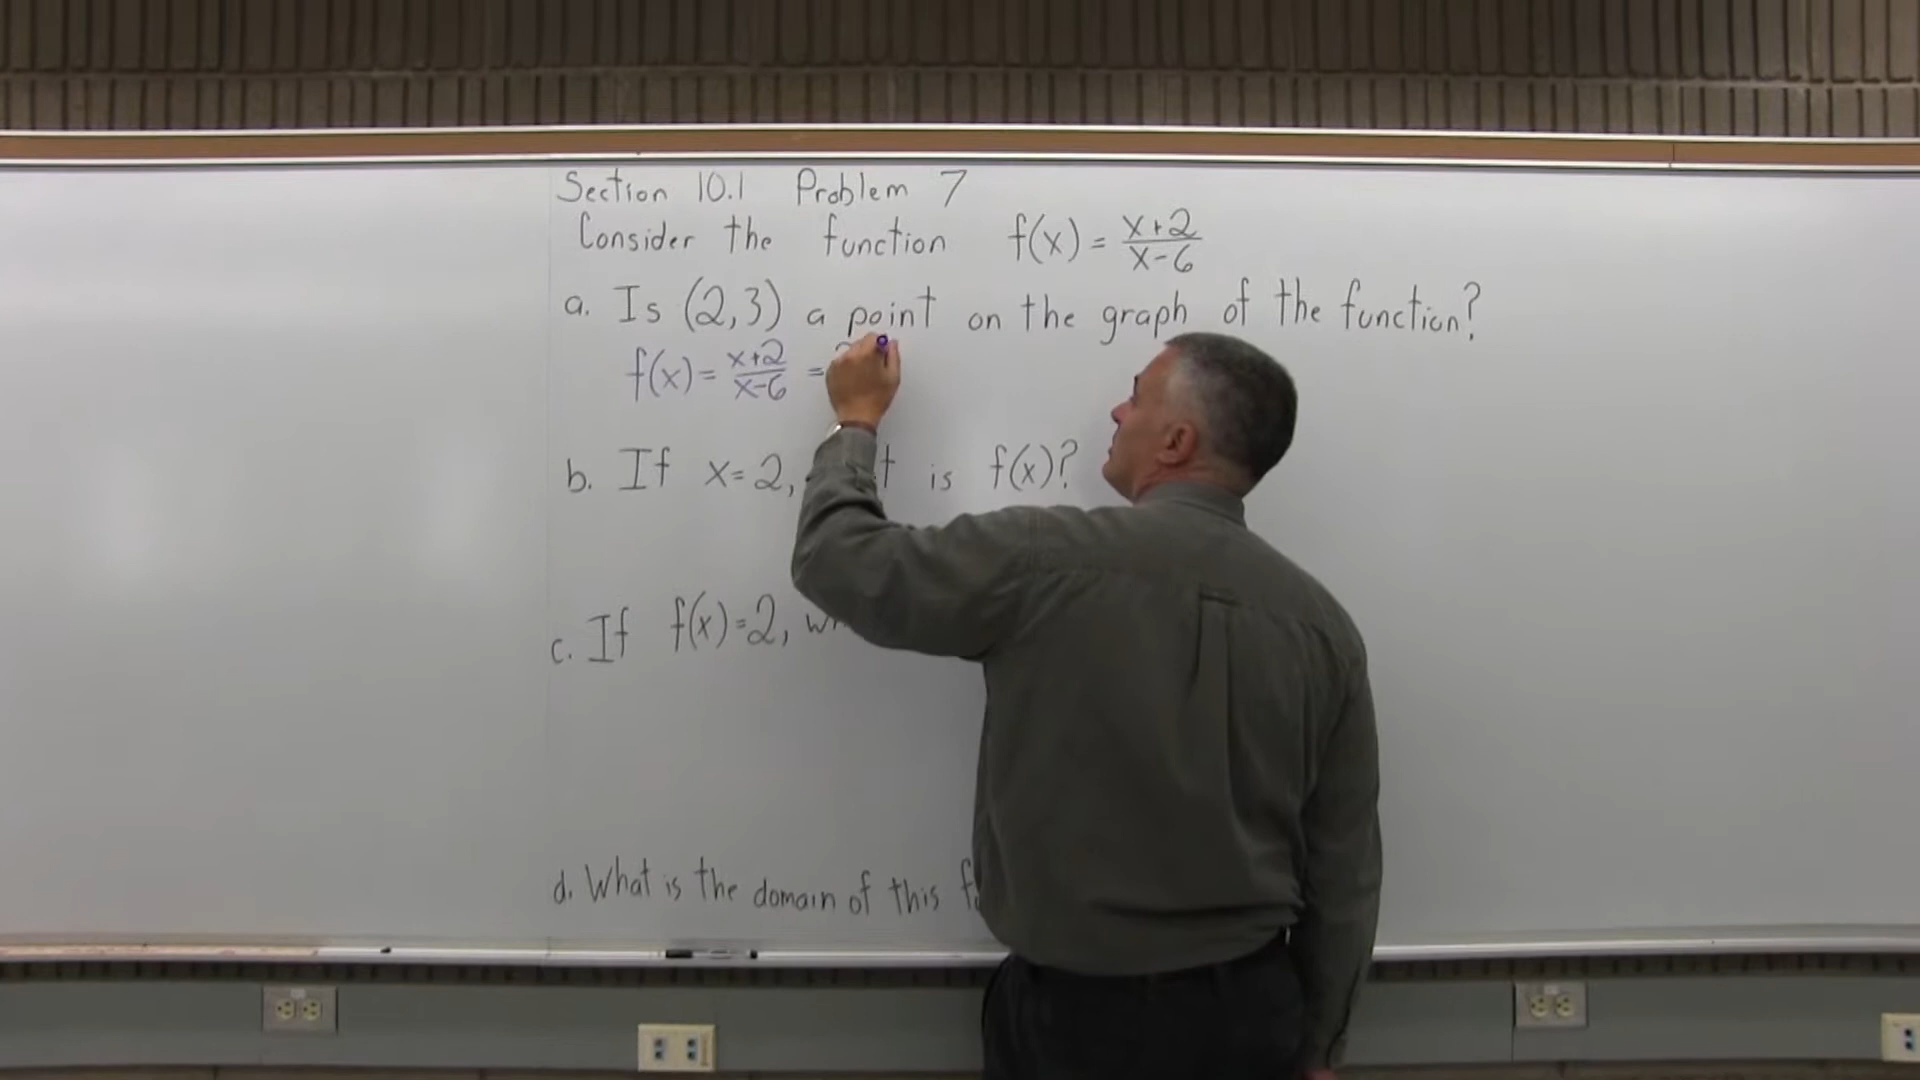 Section 10.1 Problem 7
Consider the function f(x) = x+2 / x-6
a. Is (2,3) a point on the graph of the function?
f(x) = x+2 / x-6 =
b. If x=2, is f(x)?
c. If f(x)=2,
d. What is the domain of this